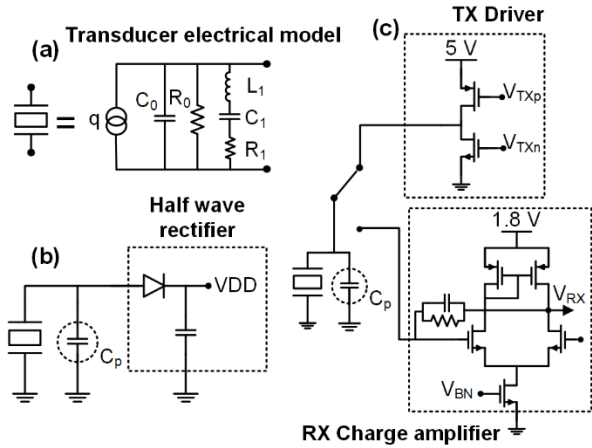 (a)
Transducer electrical model
q
C0
R0
L1
C1
R1
=
(b)
Half wave
rectifier
VDD
Cp
(c)
TX Driver
5 V
VTXp
VTXn
Cp
1.8 V
VRX
VBN
RX Charge amplifier